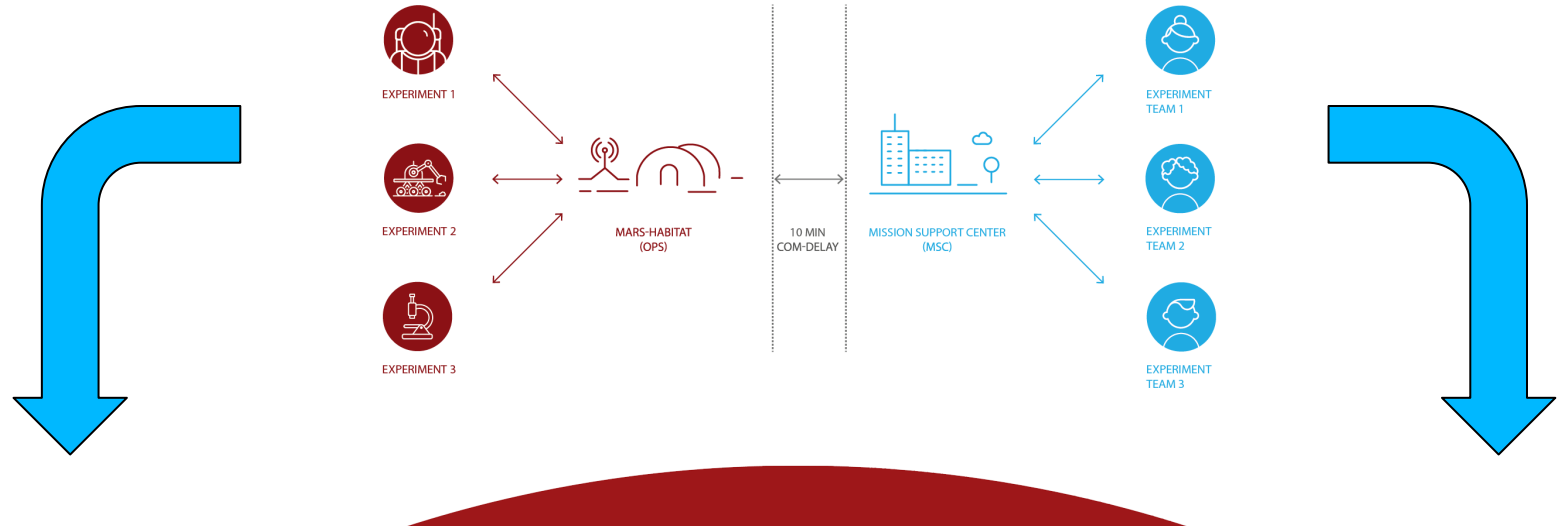 EXPERIMENT 1
EXPERIMENT 2
EXPERIMENT 3
MARS-HABITAT
(OPS)
10 MIN
COM-DELAY
MISSION SUPPORT CENTER
(MSC)
EXPERIMENT
TEAM 1
EXPERIMENT
TEAM 2
EXPERIMENT
TEAM 3